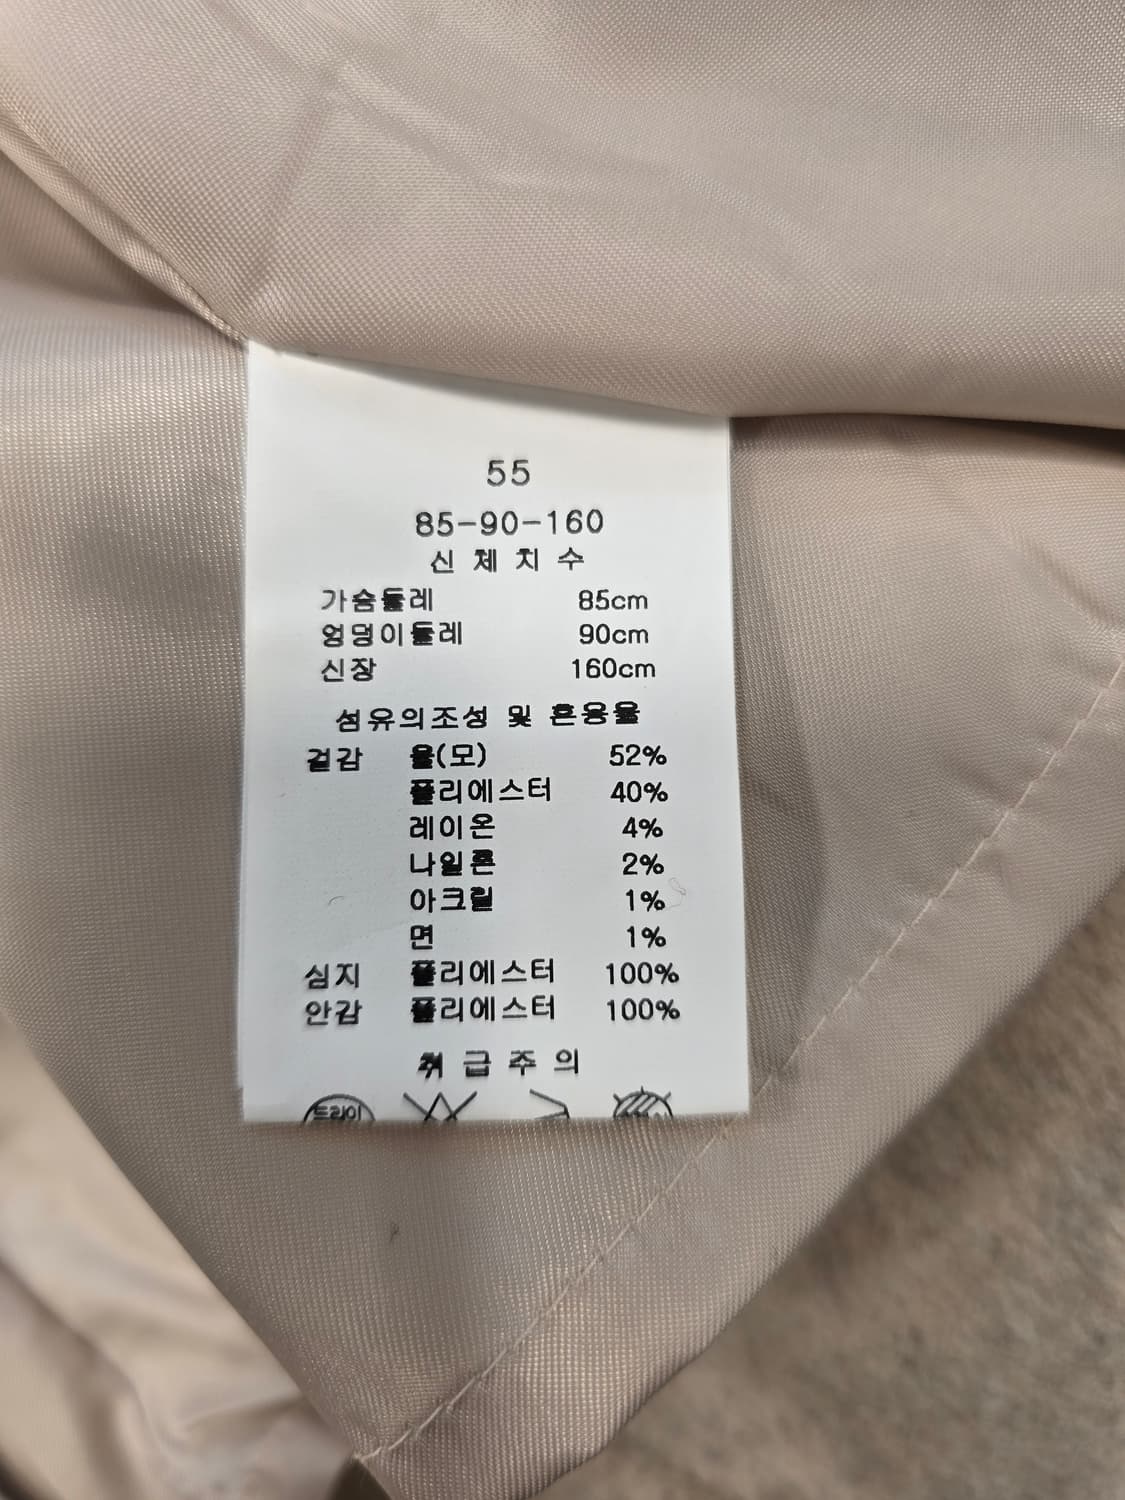 55
85-90-160
신체치수
가슴둘레 85cm
엉덩이둘레 90cm
신장 160cm
섬유의조성 및 혼용율
겉감 울(모) 52%
폴리에스터 40%
레이온 4%
나일론 2%
아크릴 1%
면 1%
심지 폴리에스터 100%
안감 폴리에스터 100%
취급주의
드라이